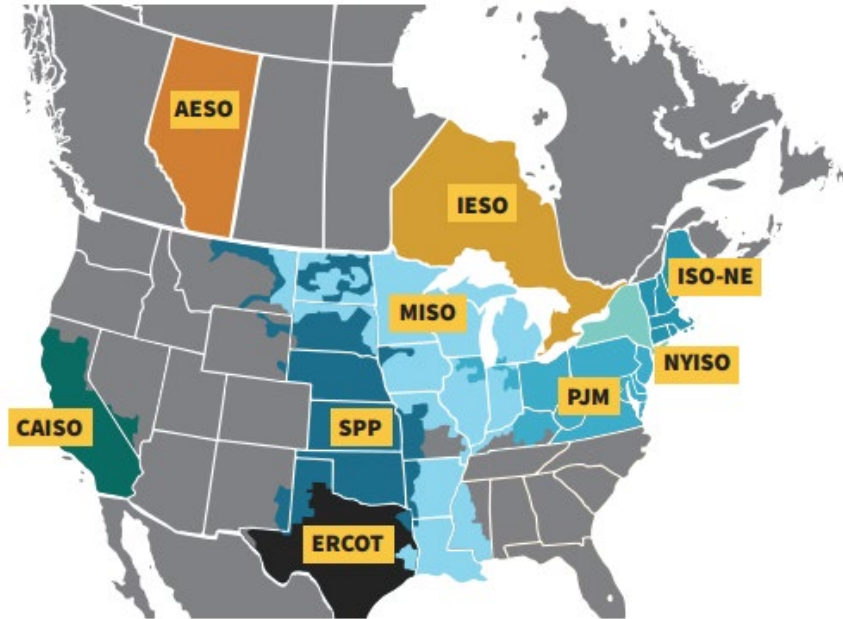 AESO
IESO
ISO-NE
MISO
NYISO
PJM
CAISO
SPP
ERCOT